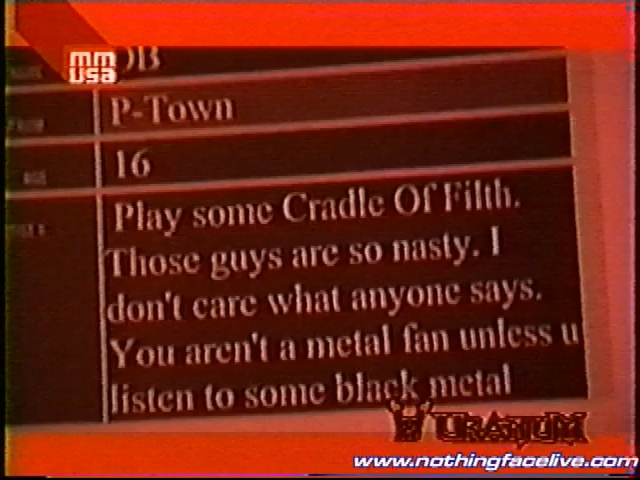 mm
usa
OB
P-Town
16
Play some Cradle Of Filth.
Those guys are so nasty. I
don't care what anyone says.
You aren't a metal fan unless u
listen to some black metal
URANIUM
www.nothingfacelive.com